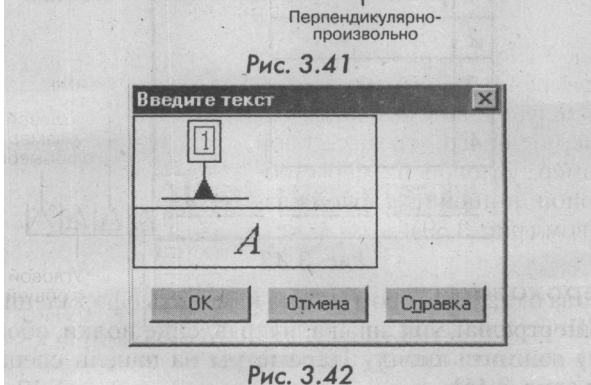 Перпендикулярно-
произвольно
Рис. 3.41
Введите текст
1
A
OK Отмена Справка
Рис. 3.42